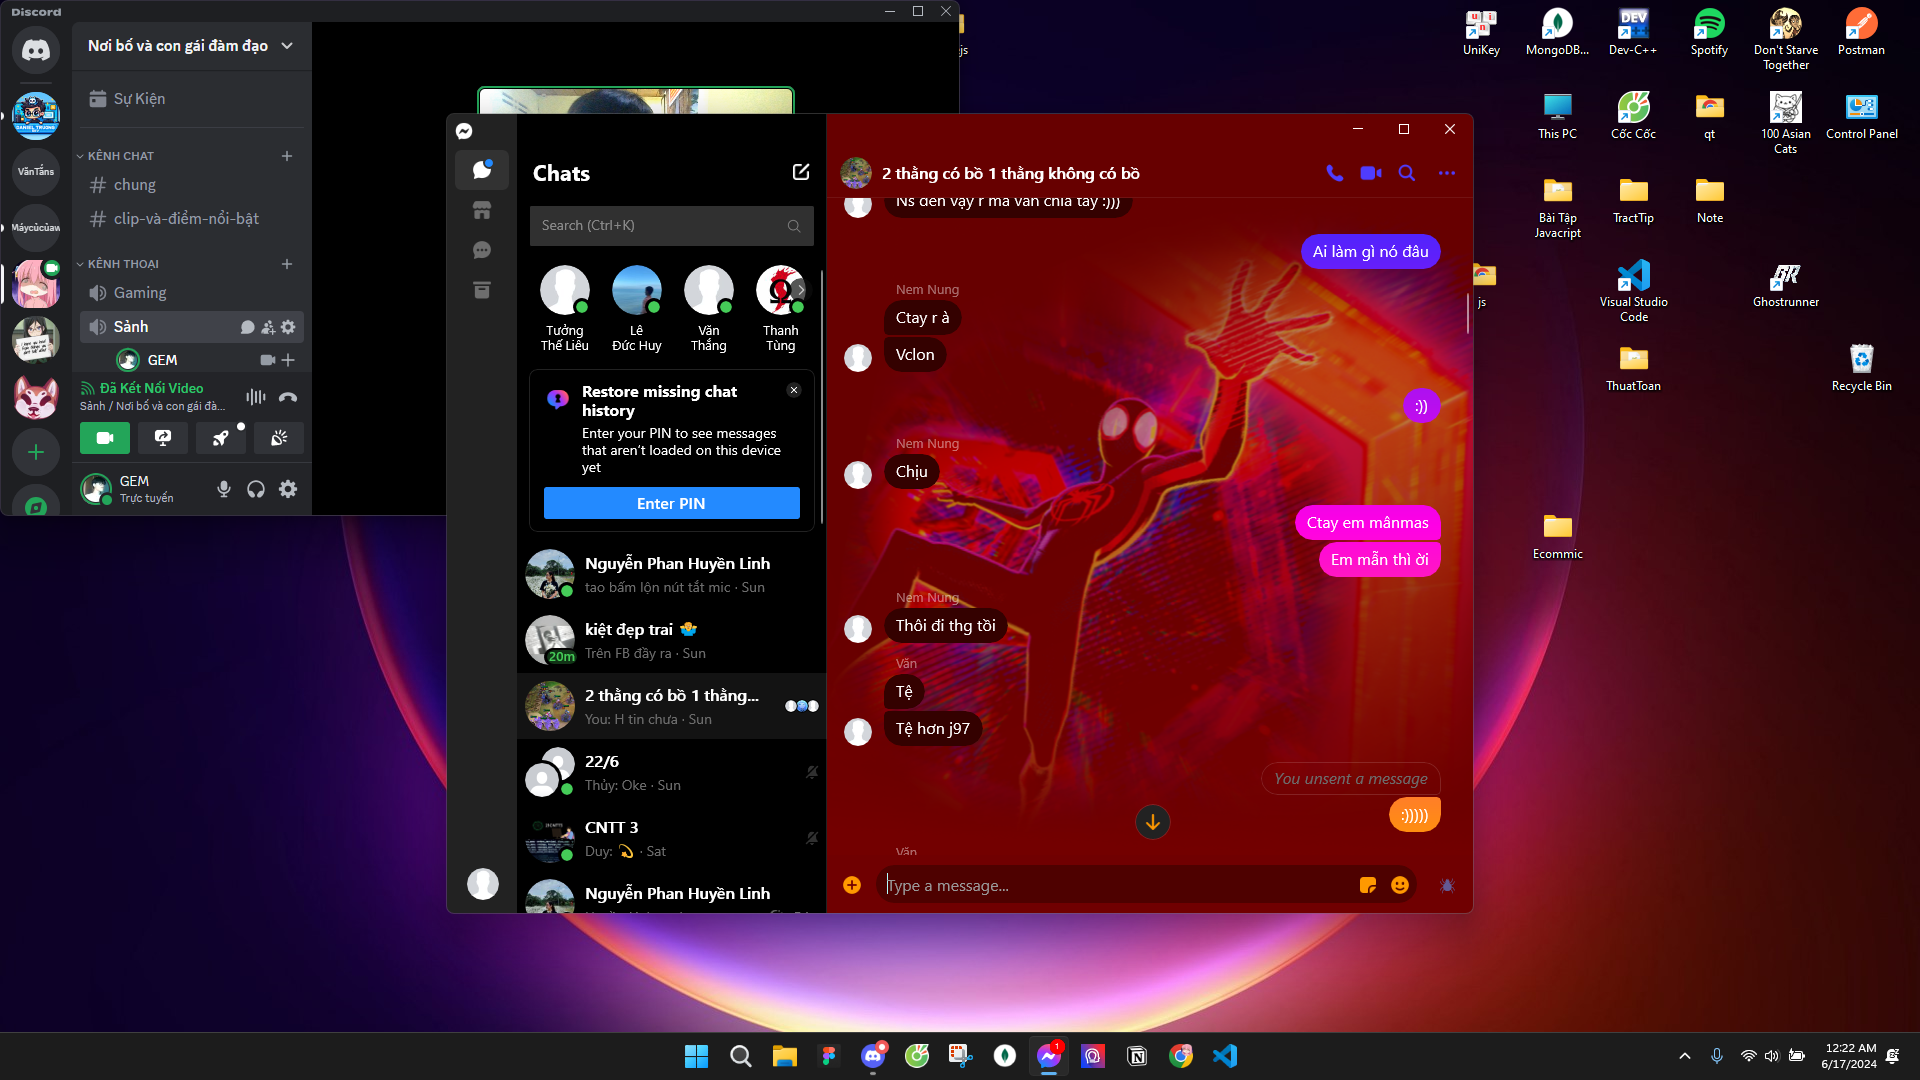 Discord
Nơi bố và con gái đàm đạo
Sự Kiện
KÊNH CHAT
chung
clip-và-điểm-nổi-bật
KÊNH THOẠI
Gaming
Sảnh
GEM
Đã Kết Nối Video
Sảnh / Nơi bố và con gái đà...
GEM
Trực tuyến
DANIEL TRUONG
VănTấns
Máycùcủaw
Chats
Search (Ctrl+K)
Tưởng
Thế Liêu
Lê
Đức Huy
Văn
Thắng
Thanh
Tùng
Restore missing chat
history
Enter your PIN to see messages
that aren't loaded on this device
yet
Enter PIN
Nguyễn Phan Huyền Linh
tao bấm lộn nút tắt mic · Sun
kiệt đẹp trai
20m
Trên FB đầy ra · Sun
2 thằng có bồ 1 thằng...
You: H tin chưa · Sun
22/6
Thủy: Oke · Sun
CNTT 3
Duy: 💫 · Sat
Nguyễn Phan Huyền Linh
2 thằng có bồ 1 thằng không có bồ
Ns đến vậy r mà vẫn chia tay :)))
Ai làm gì nó đâu
Nem Nung
Ctay r à
Vclon
:))
Nem Nung
Chịu
Ctay em mânmas
Em mẫn thì ời
Nem Nung
Thôi đi thg tồi
Văn
Tệ
Tệ hơn j97
You unsent a message
:)))))
Văn
Type a message...
js
UniKey
MongoDB...
Dev-C++
Spotify
Don't Starve
Together
Postman
This PC
Cốc Cốc
qt
100 Asian
Cats
Control Panel
Bài Tập
Javacript
TractTip
Note
js
Visual Studio
Code
Ghostrunner
ThuatToan
Recycle Bin
Ecommic
1
12:22 AM
6/17/2024